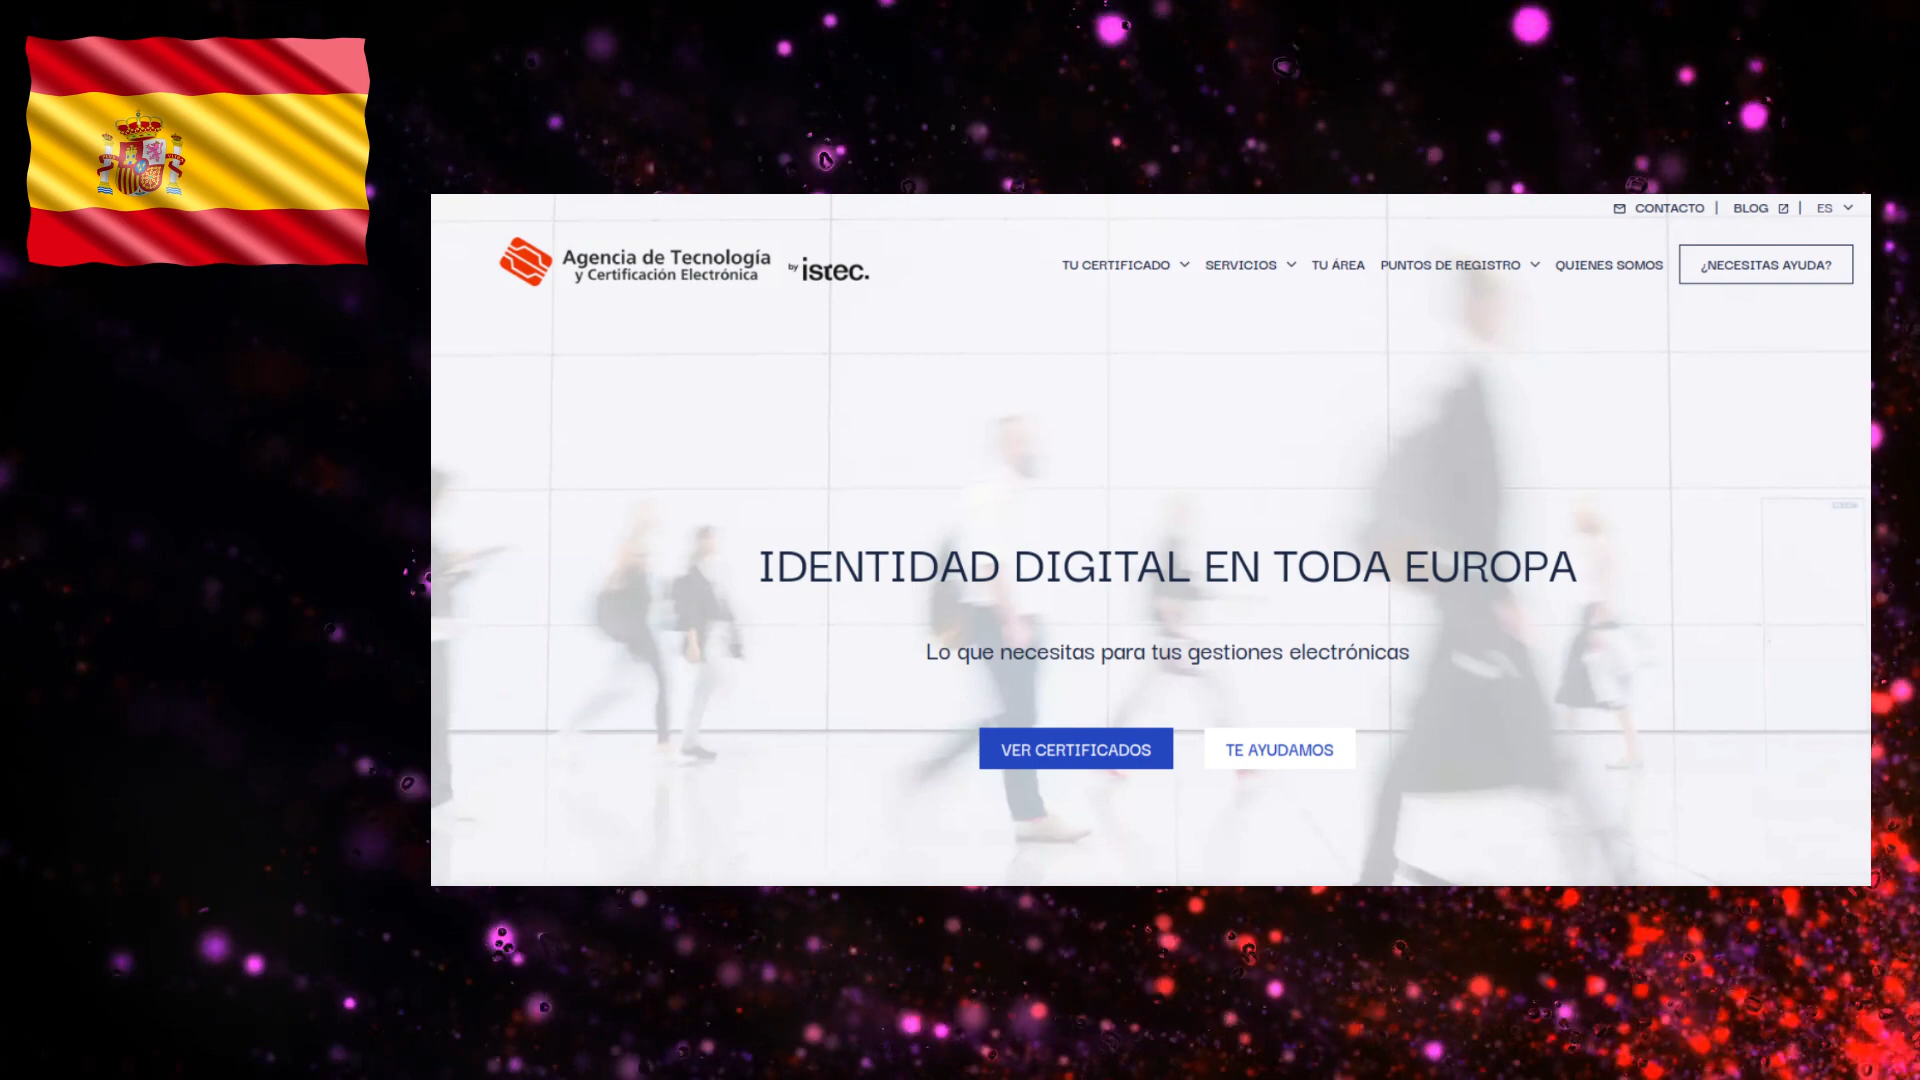 CONTACTO | BLOG | ES
Agencia de Tecnología
y Certificación Electrónica
by istec.
TU CERTIFICADO SERVICIOS TU ÁREA PUNTOS DE REGISTRO QUIENES SOMOS ¿NECESITAS AYUDA?
IDENTIDAD DIGITAL EN TODA EUROPA
Lo que necesitas para tus gestiones electrónicas
VER CERTIFICADOS TE AYUDAMOS